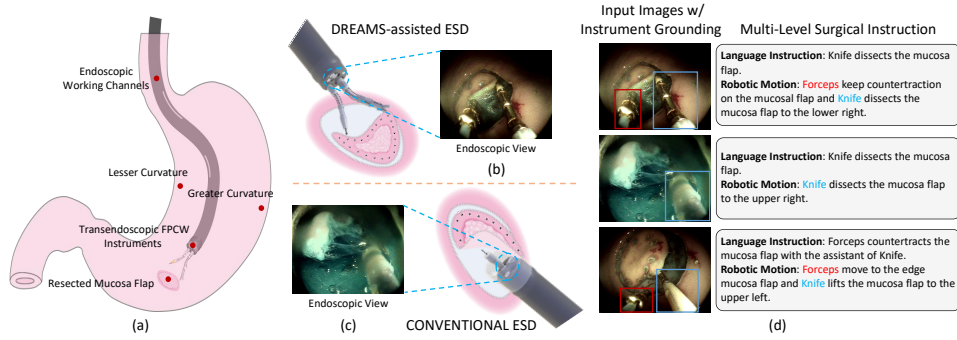 Endoscopic
Working Channels
Lesser Curvature
Greater Curvature
Transendoscopic FPCW
Instruments
Resected Mucosa Flap
(a)
DREAMS-assisted ESD
Endoscopic View
(b)
Endoscopic View
(c)
CONVENTIONAL ESD
Input Images w/
Instrument Grounding
Multi-Level Surgical Instruction
Language Instruction: Knife dissects the mucosa
flap.
Robotic Motion: Forceps keep countertraction
on the mucosal flap and Knife dissects the
mucosa flap to the lower right.
Language Instruction: Knife dissects the mucosa
flap.
Robotic Motion: Knife dissects the mucosa flap
to the upper right.
Language Instruction: Forceps countertracts the
mucosa flap with the assistant of Knife.
Robotic Motion: Forceps move to the edge
mucosa flap and Knife lifts the mucosa flap to the
upper left.
(d)